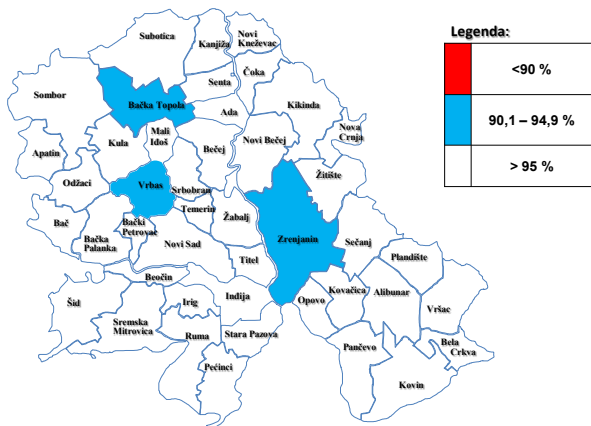 Legenda:
<90 %
90,1 – 94,9 %
> 95 %
Subotica
Kanjiža
Novi
Kneževac
Čoka
Senta
Sombor
Bačka Topola
Ada
Kikinda
Mali
Idoš
Kula
Nova
Crnja
Novi Bečej
Bečej
Apatin
Žitište
Odžaci
Vrbas
Srbobran
Temerin
Žabalj
Bač
Bački
Petrovac
Bačka
Palanka
Novi Sad
Zrenjanin
Sečanj
Titel
Plandište
Beočin
Kovačica
Alibunar
Inđija
Opovo
Šid
Irig
Vršac
Sremska
Mitrovica
Ruma
Stara Pazova
Pančevo
Bela
Crkva
Pećinci
Kovin